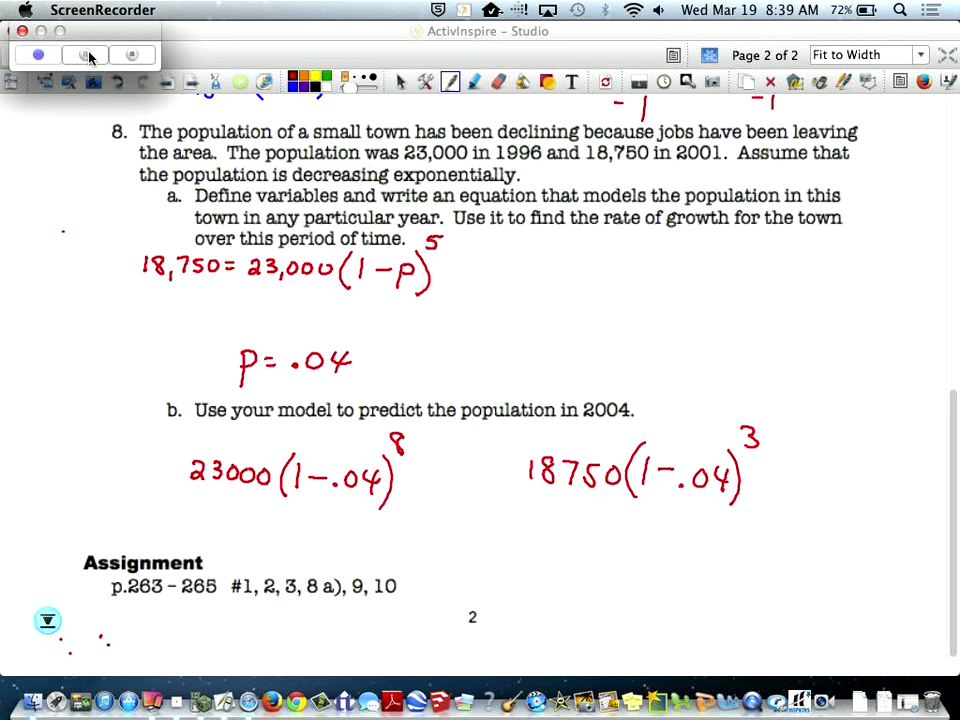 ScreenRecorder
Wed Mar 19 8:39 AM 72%
ActivInspire – Studio
Page 2 of 2 Fit to Width
T
- 1 -1
8. The population of a small town has been declining because jobs have been leaving
the area. The population was 23,000 in 1996 and 18,750 in 2001. Assume that
the population is decreasing exponentially.
a. Define variables and write an equation that models the population in this
town in any particular year. Use it to find the rate of growth for the town
over this period of time.
18,750 = 23,000 (1 - p)^5
p = .04
b. Use your model to predict the population in 2004.
23000 (1 - .04)^8 18750 (1 - .04)^3
Assignment
p.263 – 265 #1, 2, 3, 8 a), 9, 10
2